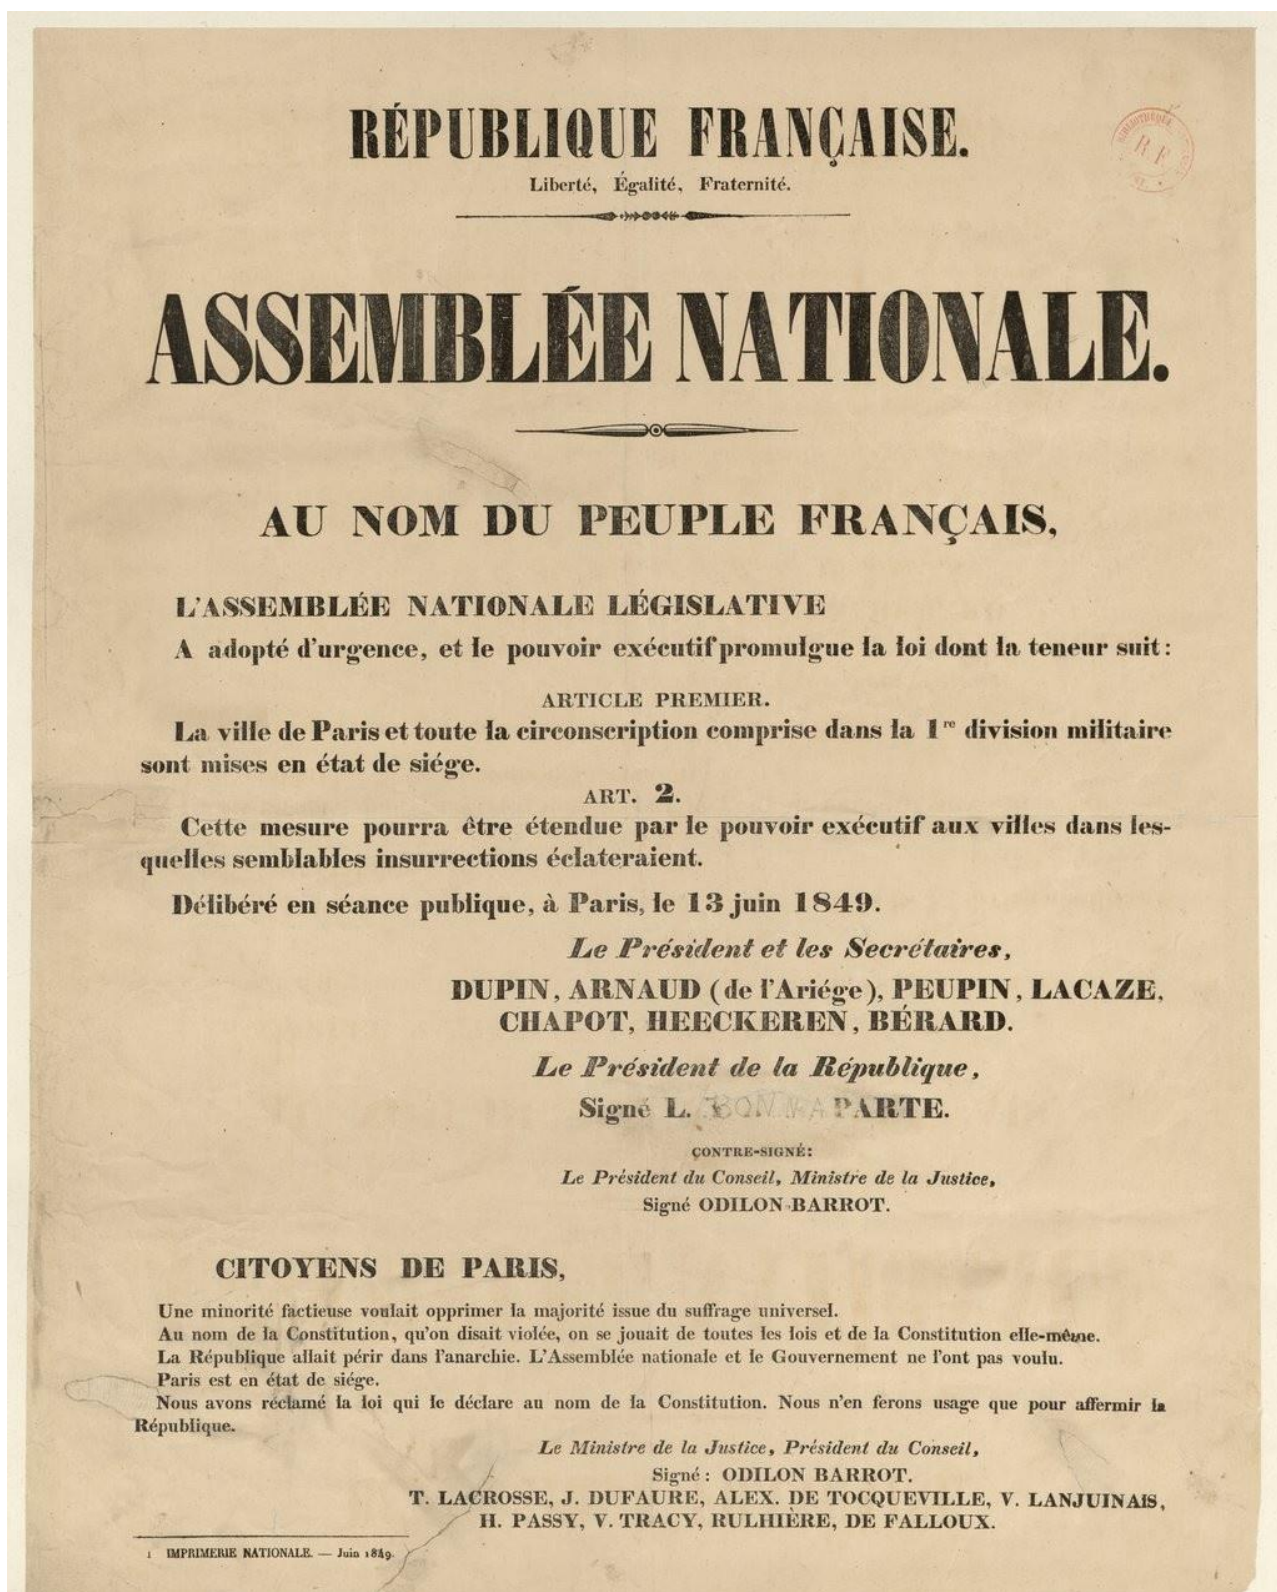 RÉPUBLIQUE FRANÇAISE.
Liberté, Égalité, Fraternité.
BIBLIOTHÈQUE
R F
ASSEMBLÉE NATIONALE.
AU NOM DU PEUPLE FRANÇAIS,
L'ASSEMBLÉE NATIONALE LÉGISLATIVE
A adopté d'urgence, et le pouvoir exécutif promulgue la loi dont la teneur suit:
ARTICLE PREMIER.
La ville de Paris et toute la circonscription comprise dans la 1re division militaire
sont mises en état de siége.
ART. 2.
Cette mesure pourra être étendue par le pouvoir exécutif aux villes dans les-
quelles semblables insurrections éclateraient.
Délibéré en séance publique, à Paris, le 13 juin 1849.
Le Président et les Secrétaires,
DUPIN, ARNAUD (de l'Ariége), PEUPIN, LACAZE,
CHAPOT, HEECKEREN, BÉRARD.
Le Président de la République,
Signé L. BONAPARTE.
CONTRE-SIGNÉ:
Le Président du Conseil, Ministre de la Justice,
Signé ODILON BARROT.
CITOYENS DE PARIS,
Une minorité factieuse voulait opprimer la majorité issue du suffrage universel.
Au nom de la Constitution, qu'on disait violée, on se jouait de toutes les lois et de la Constitution elle-même.
La République allait périr dans l'anarchie. L'Assemblée nationale et le Gouvernement ne l'ont pas voulu.
Paris est en état de siége.
Nous avons réclamé la loi qui le déclare au nom de la Constitution. Nous n'en ferons usage que pour affermir la
République.
Le Ministre de la Justice, Président du Conseil,
Signé: ODILON BARROT.
T. LACROSSE, J. DUFAURE, ALEX. DE TOCQUEVILLE, V. LANJUINAIS,
H. PASSY, V. TRACY, RULHIÈRE, DE FALLOUX.
1 IMPRIMERIE NATIONALE. — Juin 1849.